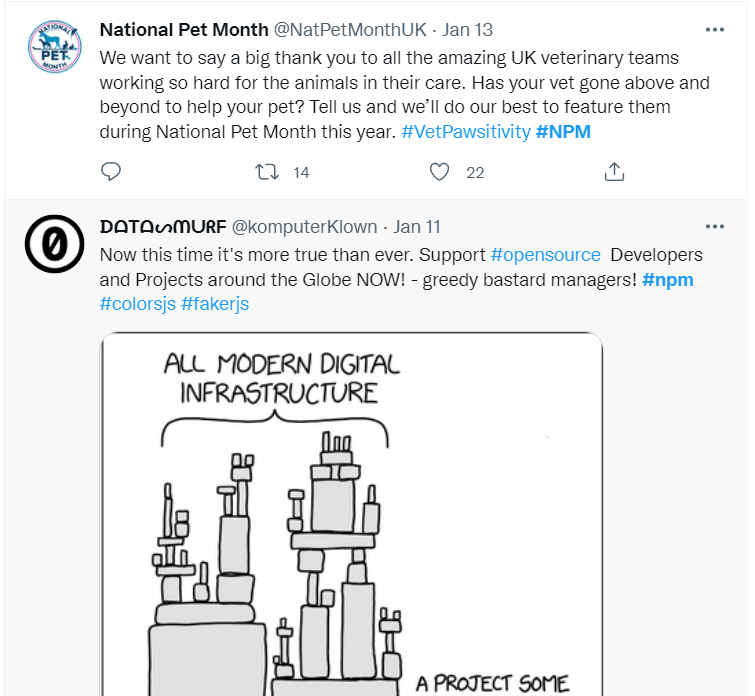 National Pet Month @NatPetMonthUK · Jan 13
We want to say a big thank you to all the amazing UK veterinary teams
working so hard for the animals in their care. Has your vet gone above and
beyond to help your pet? Tell us and we’ll do our best to feature them
during National Pet Month this year. #VetPawsitivity #NPM
NATIONAL
PET
MONTH
14 22
ᗪᗩTᗩᔕᗰᑌᖇᖴ @komputerKlown · Jan 11
Now this time it's more true than ever. Support #opensource Developers
and Projects around the Globe NOW! - greedy bastard managers! #npm
#colorsjs #fakerjs
0
ALL MODERN DIGITAL
INFRASTRUCTURE
A PROJECT SOME